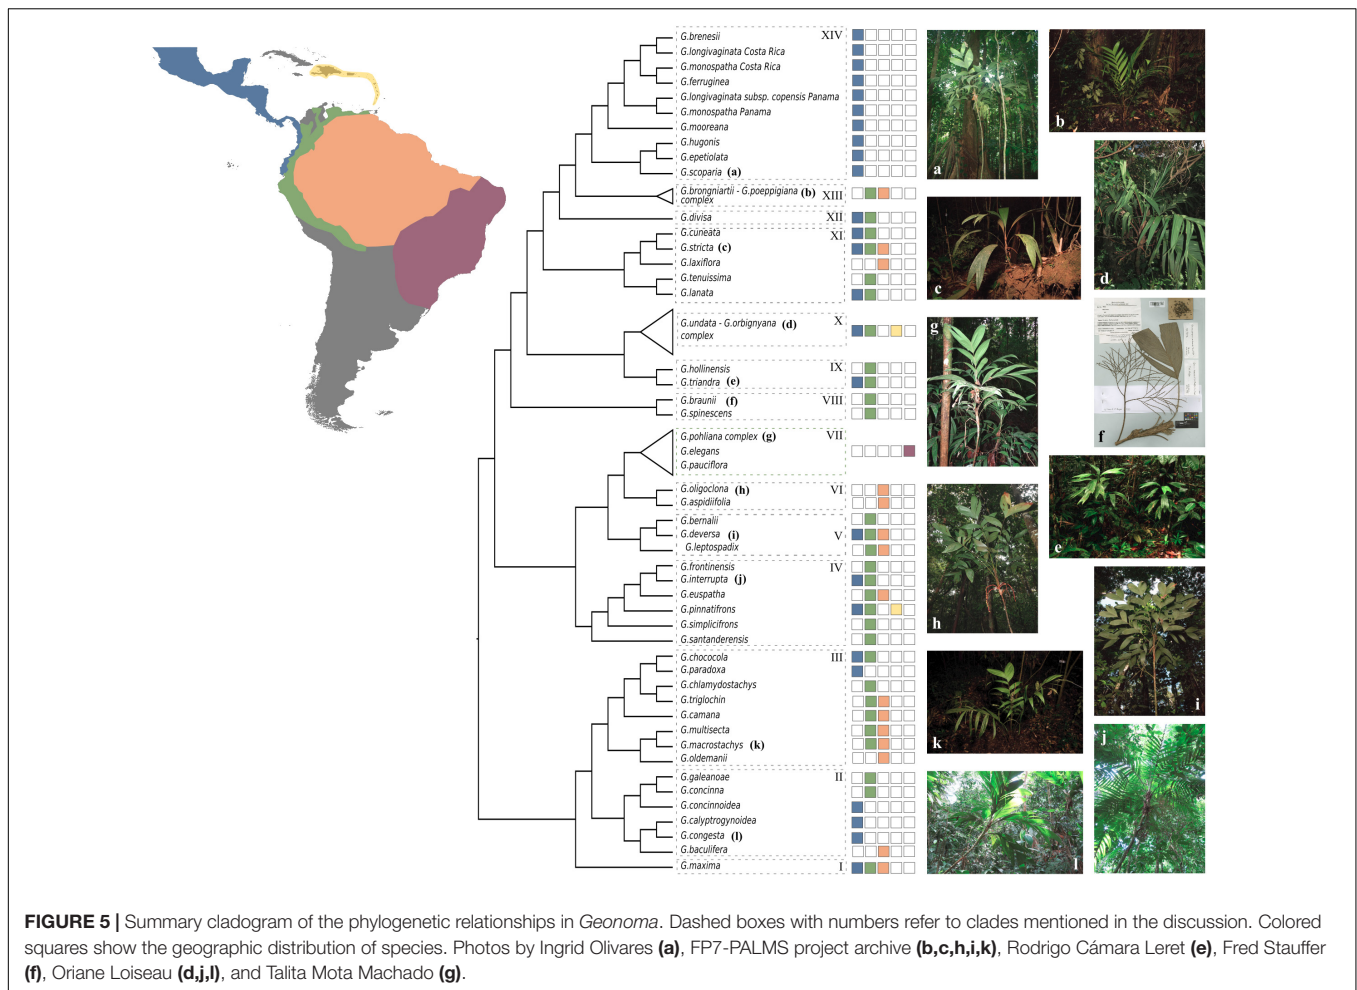 G.brenesii XIV
G.longivaginata Costa Rica
G.monospatha Costa Rica
G.ferruginea
G.longivaginata subsp. copensis Panama
G.monospatha Panama
G.mooreana
G.hugonis
G.epetiolata
G.scoparia (a)
G.brongniartii - G.poeppigiana (b) XIII
complex
G.divisa XII
G.cuneata XI
G.stricta (c)
G.laxiflora
G.tenuissima
G.lanata
G.undata - G.orbignyana (d) X
complex
G.hollinensis IX
G.triandra (e)
G.braunii (f) VIII
G.spinescens
G.pohliana complex (g) VII
G.elegans
G.pauciflora
G.oligoclona (h) VI
G.aspidiifolia
G.bernalii
G.deversa (i) V
G.leptospadix
G.frontinensis IV
G.interrupta (j)
G.euspatha
G.pinnatifrons
G.simplicifrons
G.santanderensis
G.chococola III
G.paradoxa
G.chlamydostachys
G.triglochin
G.camana
G.multisecta
G.macrostachys (k)
G.oldemanii
G.galeanoae II
G.concinna
G.concinnoidea
G.calyptrogynoidea
G.congesta (l)
G.baculifera
G.maxima I
a
b
c
d
g
f
e
h
i
k
j
l
FIGURE 5 | Summary cladogram of the phylogenetic relationships in Geonoma. Dashed boxes with numbers refer to clades mentioned in the discussion. Colored
squares show the geographic distribution of species. Photos by Ingrid Olivares (a), FP7-PALMS project archive (b,c,h,i,k), Rodrigo Cámara Leret (e), Fred Stauffer
(f), Oriane Loiseau (d,j,l), and Talita Mota Machado (g).